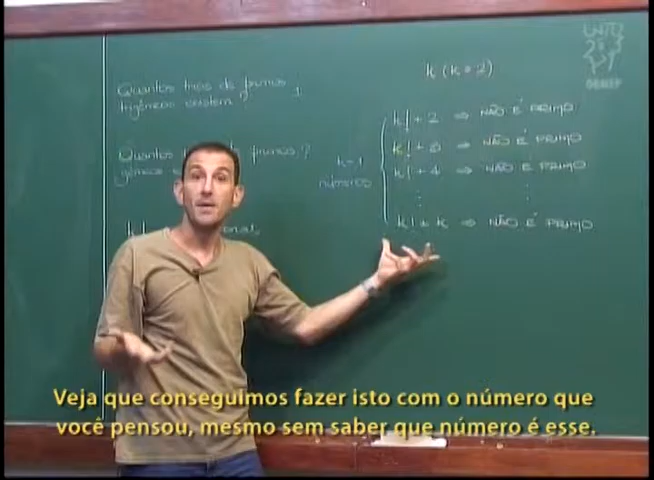 Quantos trios de primos
trigêmeos existem? 1
Quantos primos?
gêmeos
k!
k-1
números
k (k ≥ 2)
k! + 2 ⇒ NÃO É PRIMO
k! + 3 ⇒ NÃO É PRIMO
k! + 4 ⇒ NÃO É PRIMO
k! + k ⇒ NÃO É PRIMO
Veja que conseguimos fazer isto com o número que
você pensou, mesmo sem saber que número é esse.